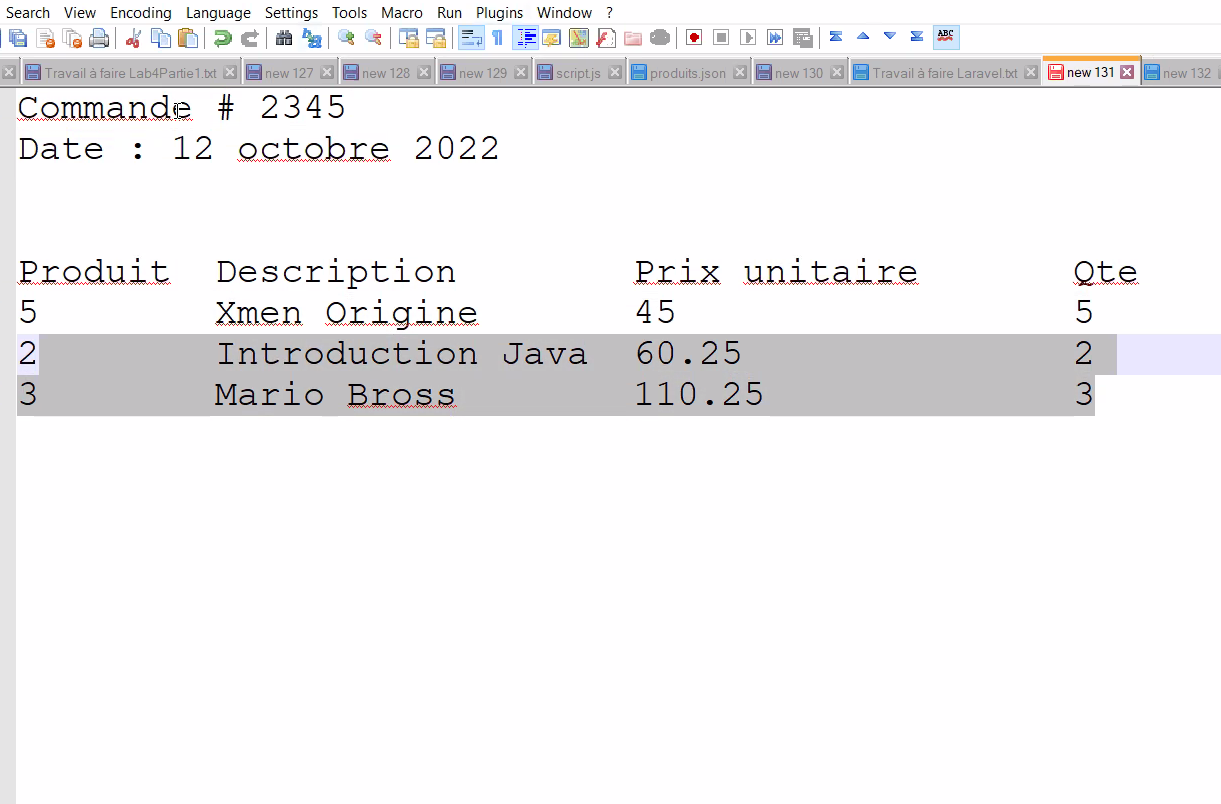 Search View Encoding Language Settings Tools Macro Run Plugins Window ?
ABC
Travail à faire Lab4Partie1.txt new 127 new 128 new 129 script.js produits.json new 130 Travail à faire Laravel.txt new 131 new 132
Commande # 2345
Date : 12 octobre 2022
Produit Description Prix unitaire Qte
5 Xmen Origine 45 5
2 Introduction Java 60.25 2
3 Mario Bross 110.25 3